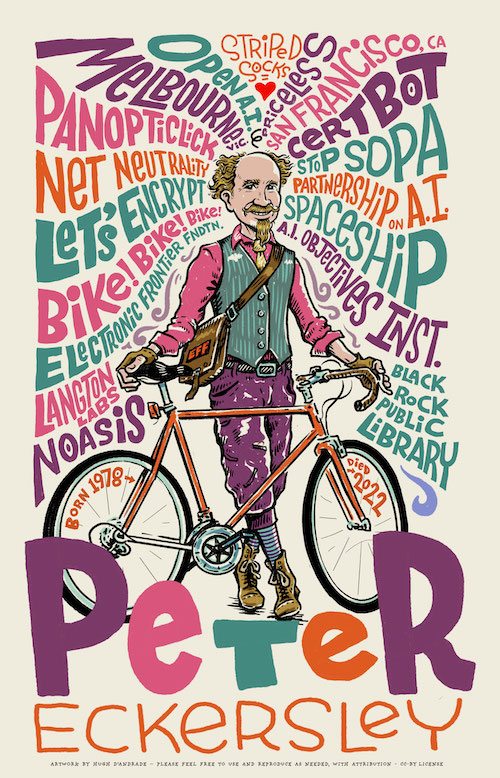 STRIPED
SOCKS
=
OPEN A.I.
&
PRICELESS
MELBOURNE, VIC
SAN FRANCISCO, CA
PANOPTICLICK
CERTBOT
NET NEUTRALITY
STOP SOPA
LET'S ENCRYPT
PARTNERSHIP ON A.I.
BIKE! BIKE! BIKE!
SPACESHIP
ELECTRONIC FRONTIER FNDTN.
A.I. OBJECTIVES INST.
LANGTON
LABS
NOASIS
BLACK
ROCK
PUBLIC
LIBRARY
EFF
BORN 1978
DIED 2022
PETER
ECKERSLEY
ARTWORK BY HUGH D'ANDRADE – PLEASE FEEL FREE TO USE AND REPRODUCE AS NEEDED, WITH ATTRIBUTION - CC-BY LICENSE